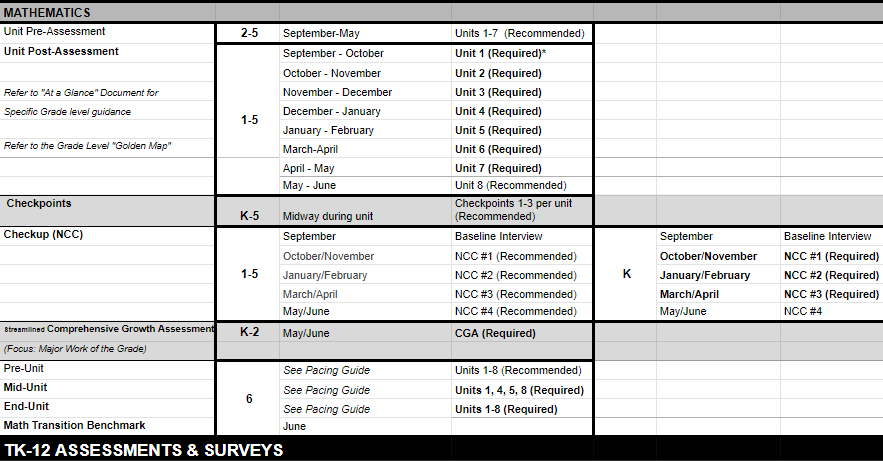 MATHEMATICS
Unit Pre-Assessment 2-5 September-May Units 1-7 (Recommended)
Unit Post-Assessment September - October Unit 1 (Required)*
October - November Unit 2 (Required)
Refer to "At a Glance" Document for November - December Unit 3 (Required)
Specific Grade level guidance 1-5 December - January Unit 4 (Required)
January - February Unit 5 (Required)
Refer to the Grade Level "Golden Map" March-April Unit 6 (Required)
April - May Unit 7 (Required)
May - June Unit 8 (Recommended)
Checkpoints K-5 Midway during unit Checkpoints 1-3 per unit
(Recommended)
Checkup (NCC) September Baseline Interview September Baseline Interview
October/November NCC #1 (Recommended) October/November NCC #1 (Required)
1-5 January/February NCC #2 (Recommended) K January/February NCC #2 (Required)
March/April NCC #3 (Recommended) March/April NCC #3 (Required)
May/June NCC #4 (Recommended) May/June NCC #4
Streamlined Comprehensive Growth Assessment K-2 May/June CGA (Required)
(Focus: Major Work of the Grade)
Pre-Unit See Pacing Guide Units 1-8 (Recommended)
Mid-Unit 6 See Pacing Guide Units 1, 4, 5, 8 (Required)
End-Unit See Pacing Guide Units 1-8 (Required)
Math Transition Benchmark June
TK-12 ASSESSMENTS & SURVEYS